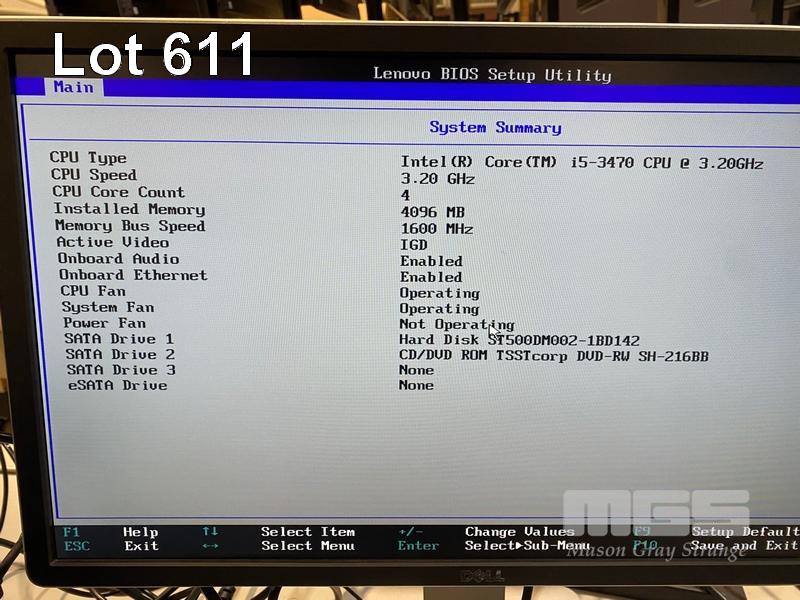 Lot 611
Lenovo BIOS Setup Utility
Main
System Summary
CPU Type Intel(R) Core(TM) i5-3470 CPU @ 3.20GHz
CPU Speed 3.20 GHz
CPU Core Count 4
Installed Memory 4096 MB
Memory Bus Speed 1600 MHz
Active Video IGD
Onboard Audio Enabled
Onboard Ethernet Enabled
CPU Fan Operating
System Fan Operating
Power Fan Not Operating
SATA Drive 1 Hard Disk ST500DM002-1BD142
SATA Drive 2 CD/DVD ROM TSSTcorp DVD-RW SH-216BB
SATA Drive 3 None
eSATA Drive None
MGS
F1 Help ↑↓ Select Item +/- Change Values F9 Setup Default
ESC Exit ↔ Select Menu Enter Select▶Sub-Menu F10 Save and Exit
Mason Gray Strange
DELL